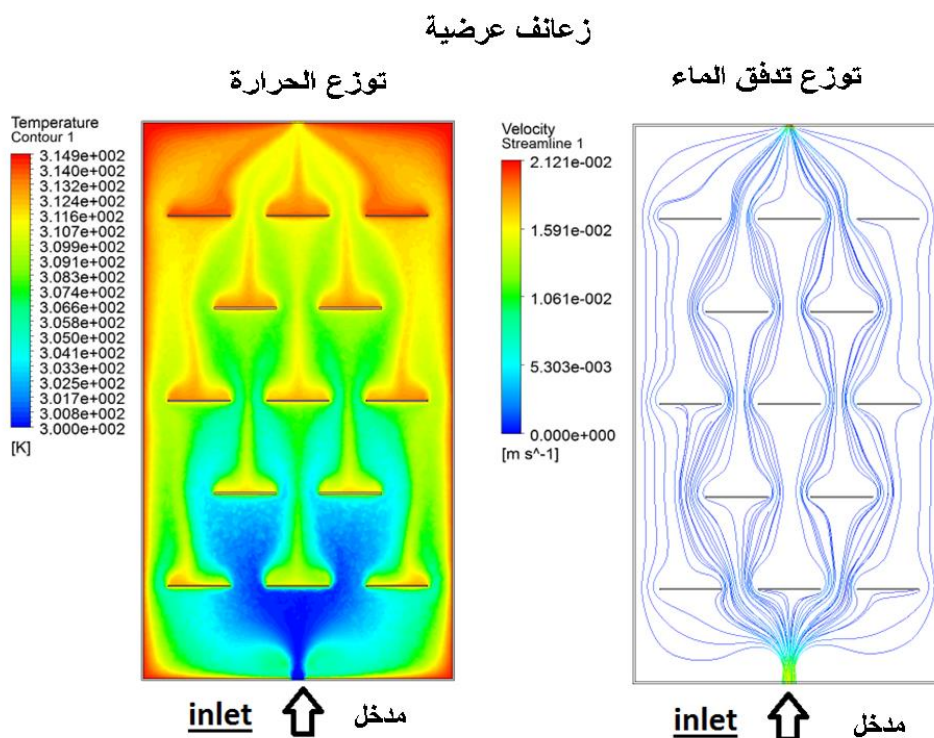 زعانف عرضية
توزع الحرارة
توزع تدفق الماء
Temperature
Contour 1
3.149e+002
3.140e+002
3.132e+002
3.124e+002
3.116e+002
3.107e+002
3.099e+002
3.091e+002
3.083e+002
3.074e+002
3.066e+002
3.058e+002
3.050e+002
3.041e+002
3.033e+002
3.025e+002
3.017e+002
3.008e+002
3.000e+002
[K]
Velocity
Streamline 1
2.121e-002
1.591e-002
1.061e-002
5.303e-003
0.000e+000
[m s^-1]
inlet مدخل
inlet مدخل